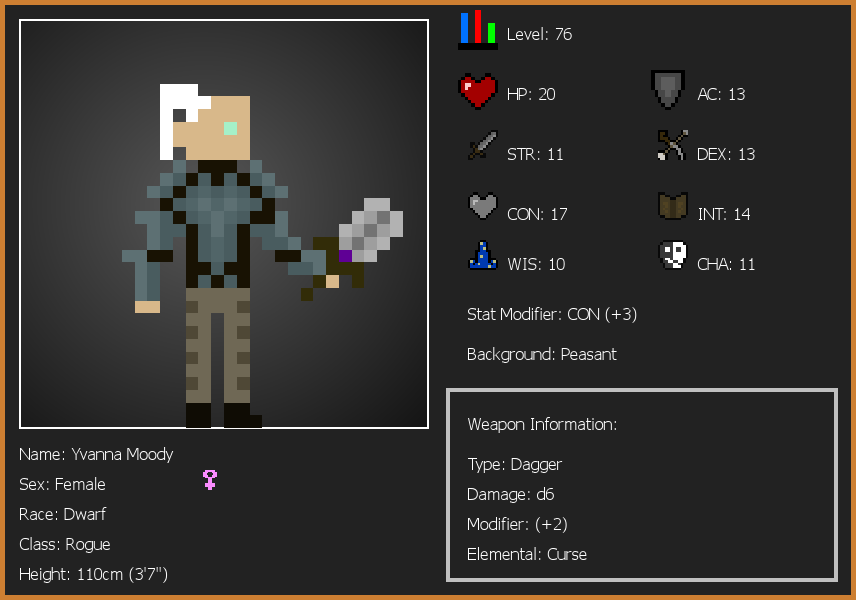 Level: 76
HP: 20
AC: 13
STR: 11
DEX: 13
CON: 17
INT: 14
WIS: 10
CHA: 11
Stat Modifier: CON (+3)
Background: Peasant
Weapon Information:
Type: Dagger
Damage: d6
Modifier: (+2)
Elemental: Curse
Name: Yvanna Moody
Sex: Female
Race: Dwarf
Class: Rogue
Height: 110cm (3'7")